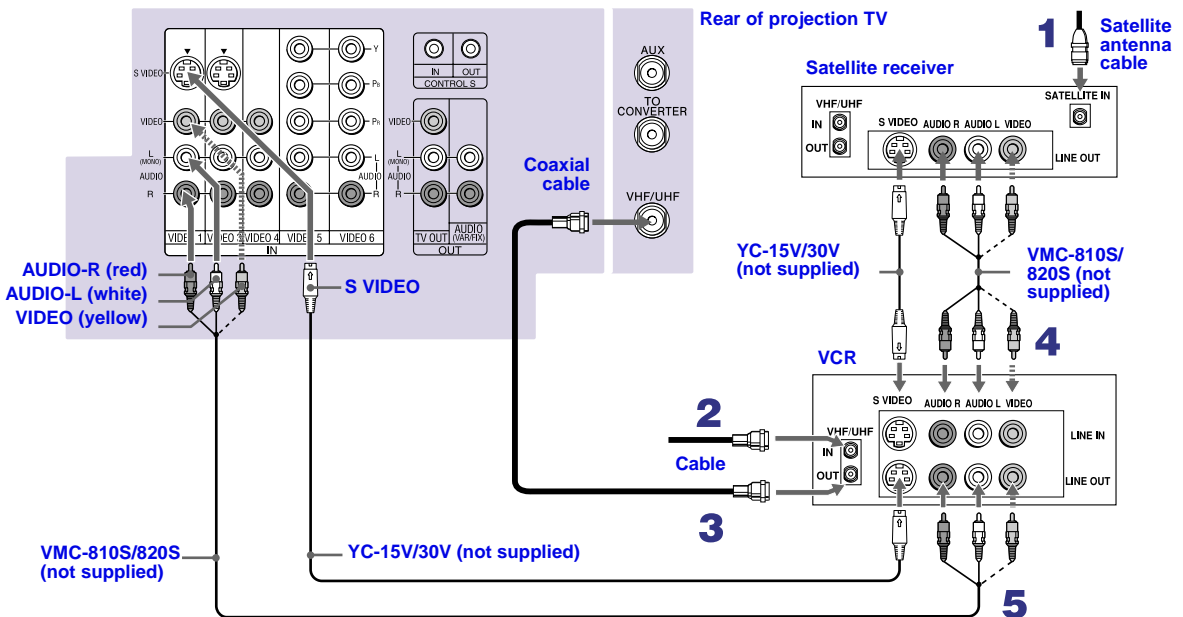 Rear of projection TV
1
Satellite
antenna
cable
Satellite receiver
S VIDEO
VIDEO
L
(MONO)
AUDIO
R
Y
PB
PR
L
AUDIO
R
VIDEO 1
VIDEO 3
VIDEO 4
VIDEO 5
VIDEO 6
IN
IN
OUT
CONTROL S
VIDEO
L
(MONO)
AUDIO
R
TV OUT
AUDIO
(VAR/FIX)
OUT
AUX
TO
CONVERTER
VHF/UHF
Coaxial
cable
VHF/UHF
IN
OUT
S VIDEO
AUDIO R
AUDIO L
VIDEO
LINE OUT
SATELLITE IN
AUDIO-R (red)
AUDIO-L (white)
VIDEO (yellow)
S VIDEO
YC-15V/30V
(not supplied)
VMC-810S/
820S (not
supplied)
4
VCR
2
Cable
3
VHF/UHF
IN
OUT
S VIDEO
AUDIO R
AUDIO L
VIDEO
LINE IN
LINE OUT
VMC-810S/820S
(not supplied)
YC-15V/30V (not supplied)
5